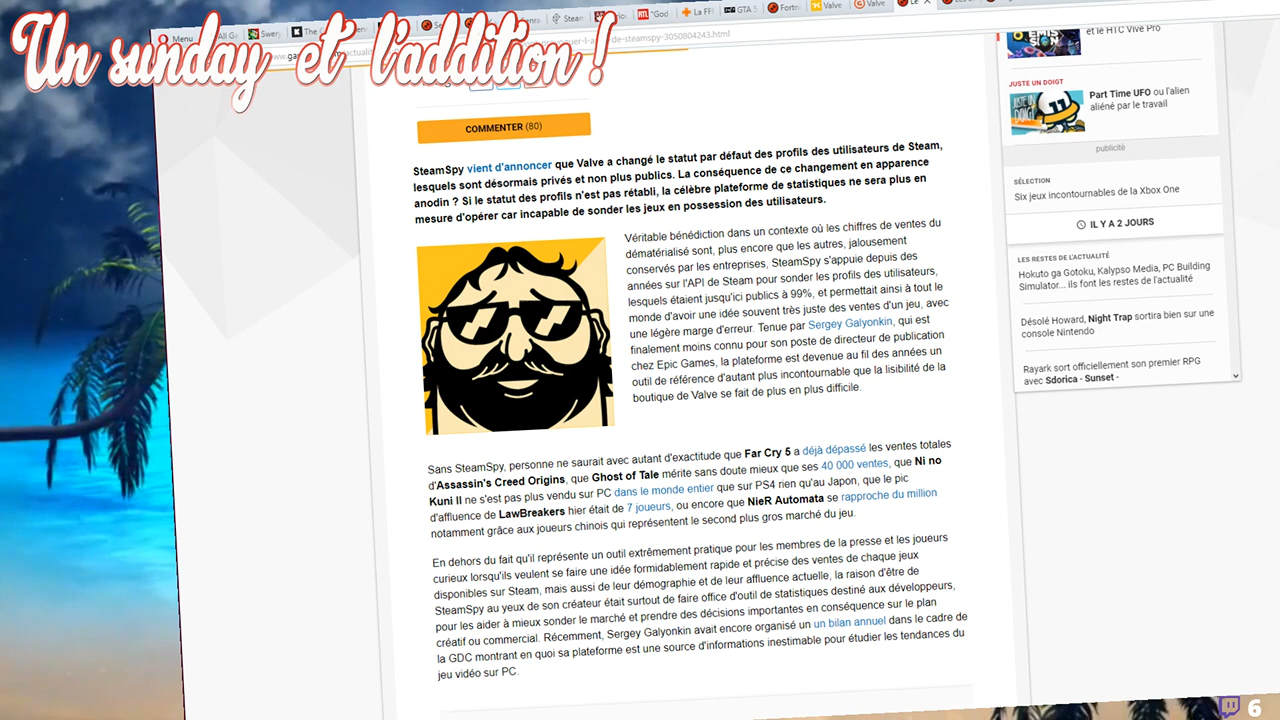 Un sunday et l'addition !
Menu
Swery
The C
Steam
"God
La FF
GTA S
Fortn
Valve
Valve
de-steamspy-3050804243.html
COMMENTER (80)
SteamSpy vient d'annoncer que Valve a changé le statut par défaut des profils des utilisateurs de Steam,
lesquels sont désormais privés et non plus publics. La conséquence de ce changement en apparence
anodin ? Si le statut des profils n'est pas rétabli, la célèbre plateforme de statistiques ne sera plus en
mesure d'opérer car incapable de sonder les jeux en possession des utilisateurs.
Véritable bénédiction dans un contexte où les chiffres de ventes du
dématérialisé sont, plus encore que les autres, jalousement
conservés par les entreprises, SteamSpy s'appuie depuis des
années sur l'API de Steam pour sonder les profils des utilisateurs,
lesquels étaient jusqu'ici publics à 99%, et permettait ainsi à tout le
monde d'avoir une idée souvent très juste des ventes d'un jeu, avec
une légère marge d'erreur. Tenue par Sergey Galyonkin, qui est
finalement moins connu pour son poste de directeur de publication
chez Epic Games, la plateforme est devenue au fil des années un
outil de référence d'autant plus incontournable que la lisibilité de la
boutique de Valve se fait de plus en plus difficile.
Sans SteamSpy, personne ne saurait avec autant d'exactitude que Far Cry 5 a déjà dépassé les ventes totales
d'Assassin's Creed Origins, que Ghost of Tale mérite sans doute mieux que ses 40 000 ventes, que Ni no
Kuni II ne s'est pas plus vendu sur PC dans le monde entier que sur PS4 rien qu'au Japon, que le pic
d'affluence de LawBreakers hier était de 7 joueurs, ou encore que NieR Automata se rapproche du million
notamment grâce aux joueurs chinois qui représentent le second plus gros marché du jeu.
En dehors du fait qu'il représente un outil extrêmement pratique pour les membres de la presse et les joueurs
curieux lorsqu'ils veulent se faire une idée formidablement rapide et précise des ventes de chaque jeux
disponibles sur Steam, mais aussi de leur démographie et de leur affluence actuelle, la raison d'être de
SteamSpy au yeux de son créateur était surtout de faire office d'outil de statistiques destiné aux développeurs,
pour les aider à mieux sonder le marché et prendre des décisions importantes en conséquence sur le plan
créatif ou commercial. Récemment, Sergey Galyonkin avait encore organisé un bilan annuel dans le cadre de
la GDC montrant en quoi sa plateforme est une source d'informations inestimable pour étudier les tendances du
jeu vidéo sur PC.
et le HTC Vive Pro
JUSTE UN DOIGT
Part Time UFO ou l'alien
aliéné par le travail
publicité
SÉLECTION
Six jeux incontournables de la Xbox One
IL Y A 2 JOURS
LES RESTES DE L'ACTUALITÉ
Hokuto ga Gotoku, Kalypso Media, PC Building
Simulator... ils font les restes de l'actualité
Désolé Howard, Night Trap sortira bien sur une
console Nintendo
Rayark sort officiellement son premier RPG
avec Sdorica - Sunset -
6